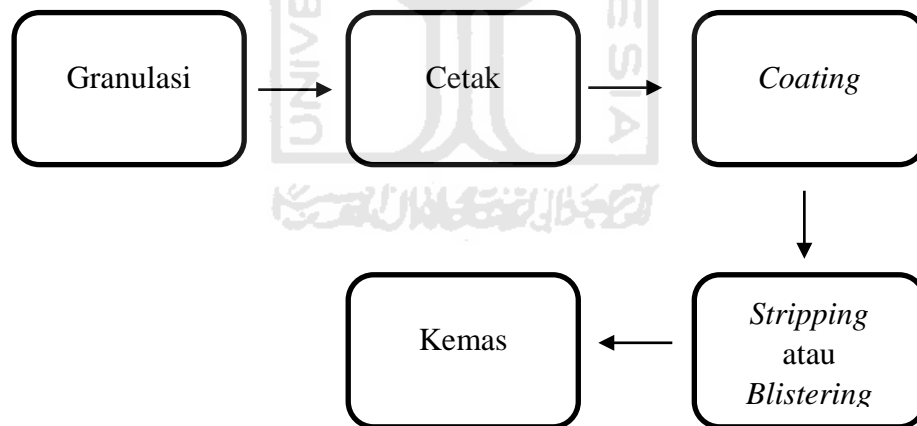 Granulasi
Cetak
Coating
Stripping
atau
Blistering
Kemas